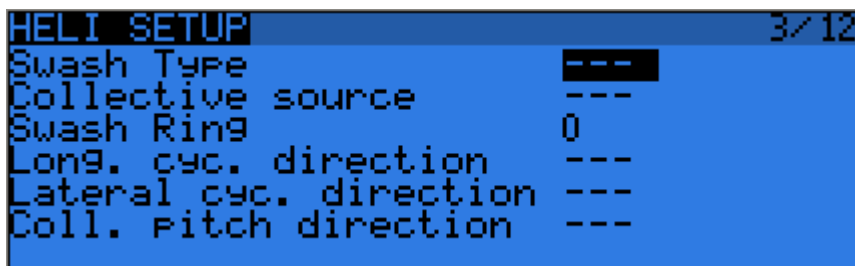 HELI SETUP 3/12
Swash Type ---
Collective source ---
Swash Ring 0
Long. cyc. direction ---
Lateral cyc. direction ---
Coll. pitch direction ---